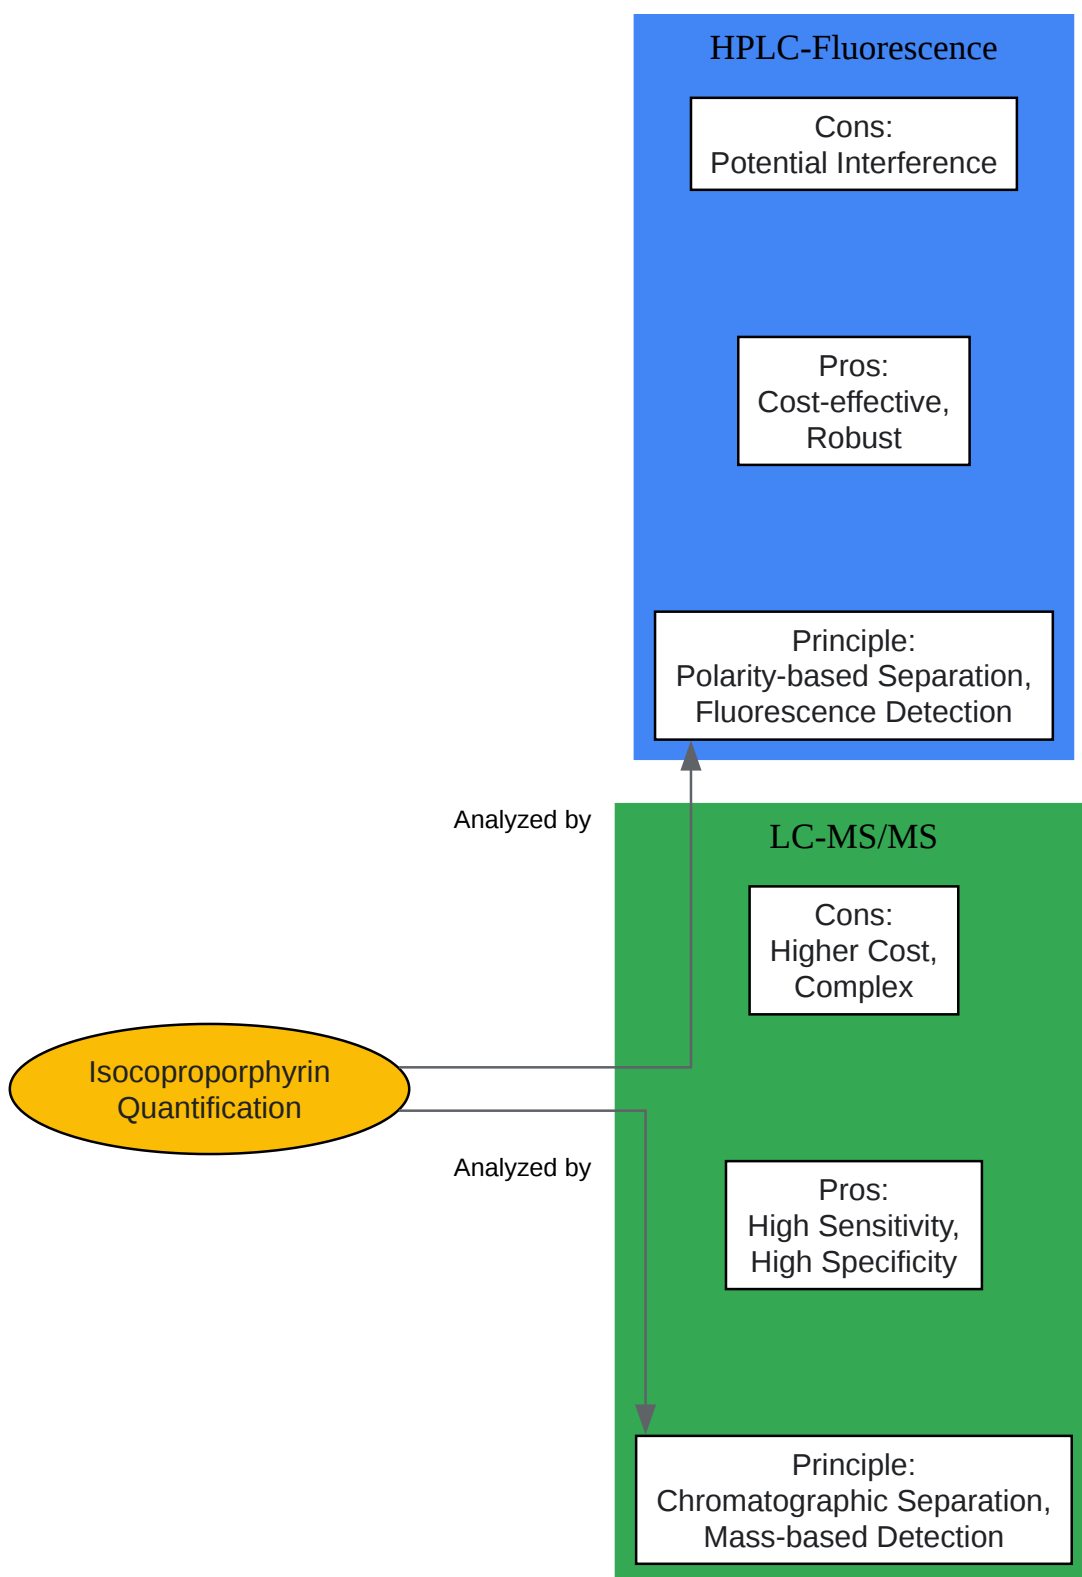 HPLC-Fluorescence
Cons:
Potential Interference
Pros:
Cost-effective,
Robust
Principle:
Polarity-based Separation,
Fluorescence Detection
Analyzed by
LC-MS/MS
Cons:
Higher Cost,
Complex
Isocoproporphyrin
Quantification
Analyzed by
Pros:
High Sensitivity,
High Specificity
Principle:
Chromatographic Separation,
Mass-based Detection